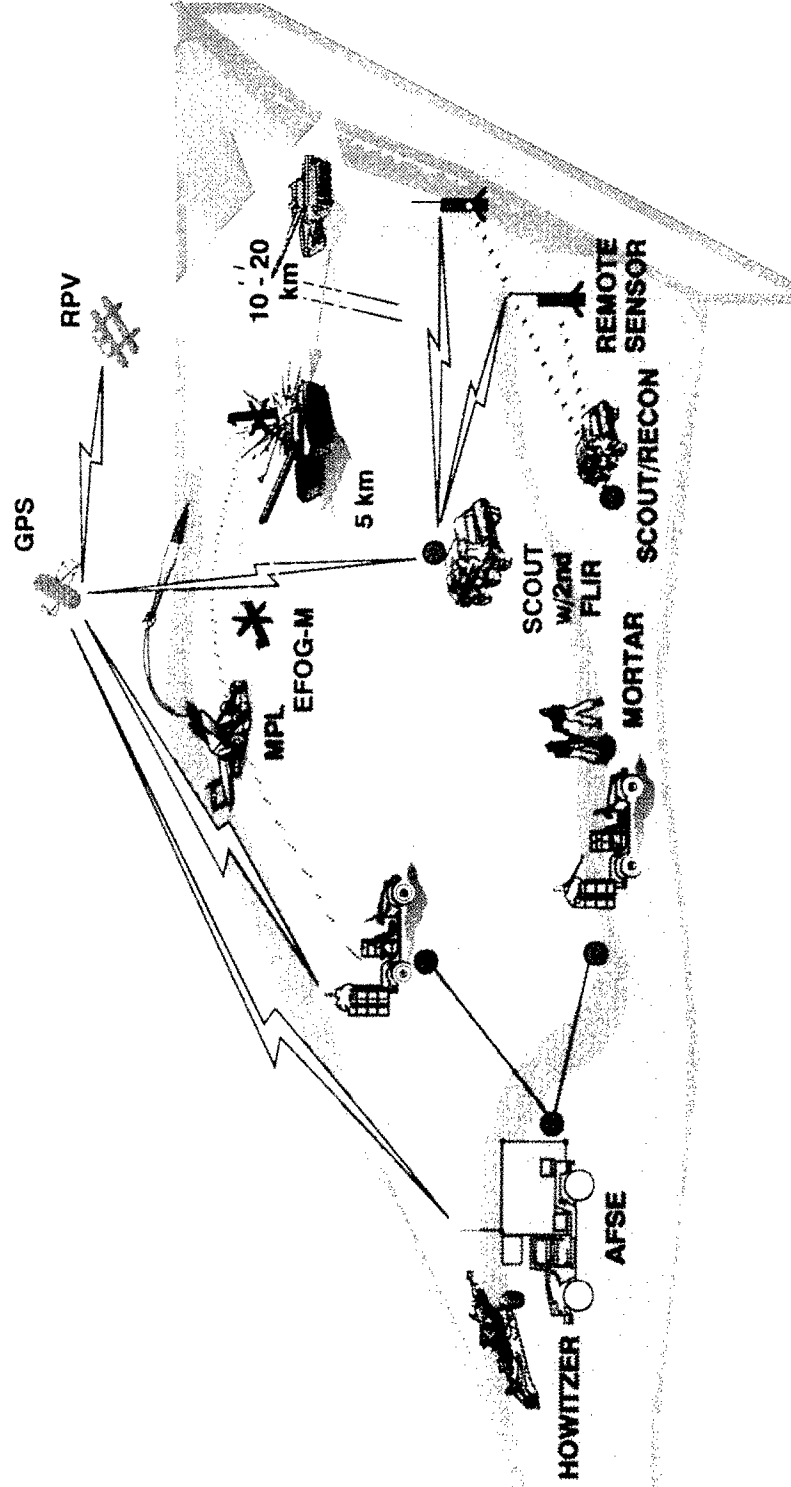 GPS
RPV
10 - 20
km
5 km
EFOG-M
MPL
SCOUT
w/2nd
FLIR
REMOTE
SENSOR
SCOUT/RECON
MORTAR
AFSE
HOWITZER